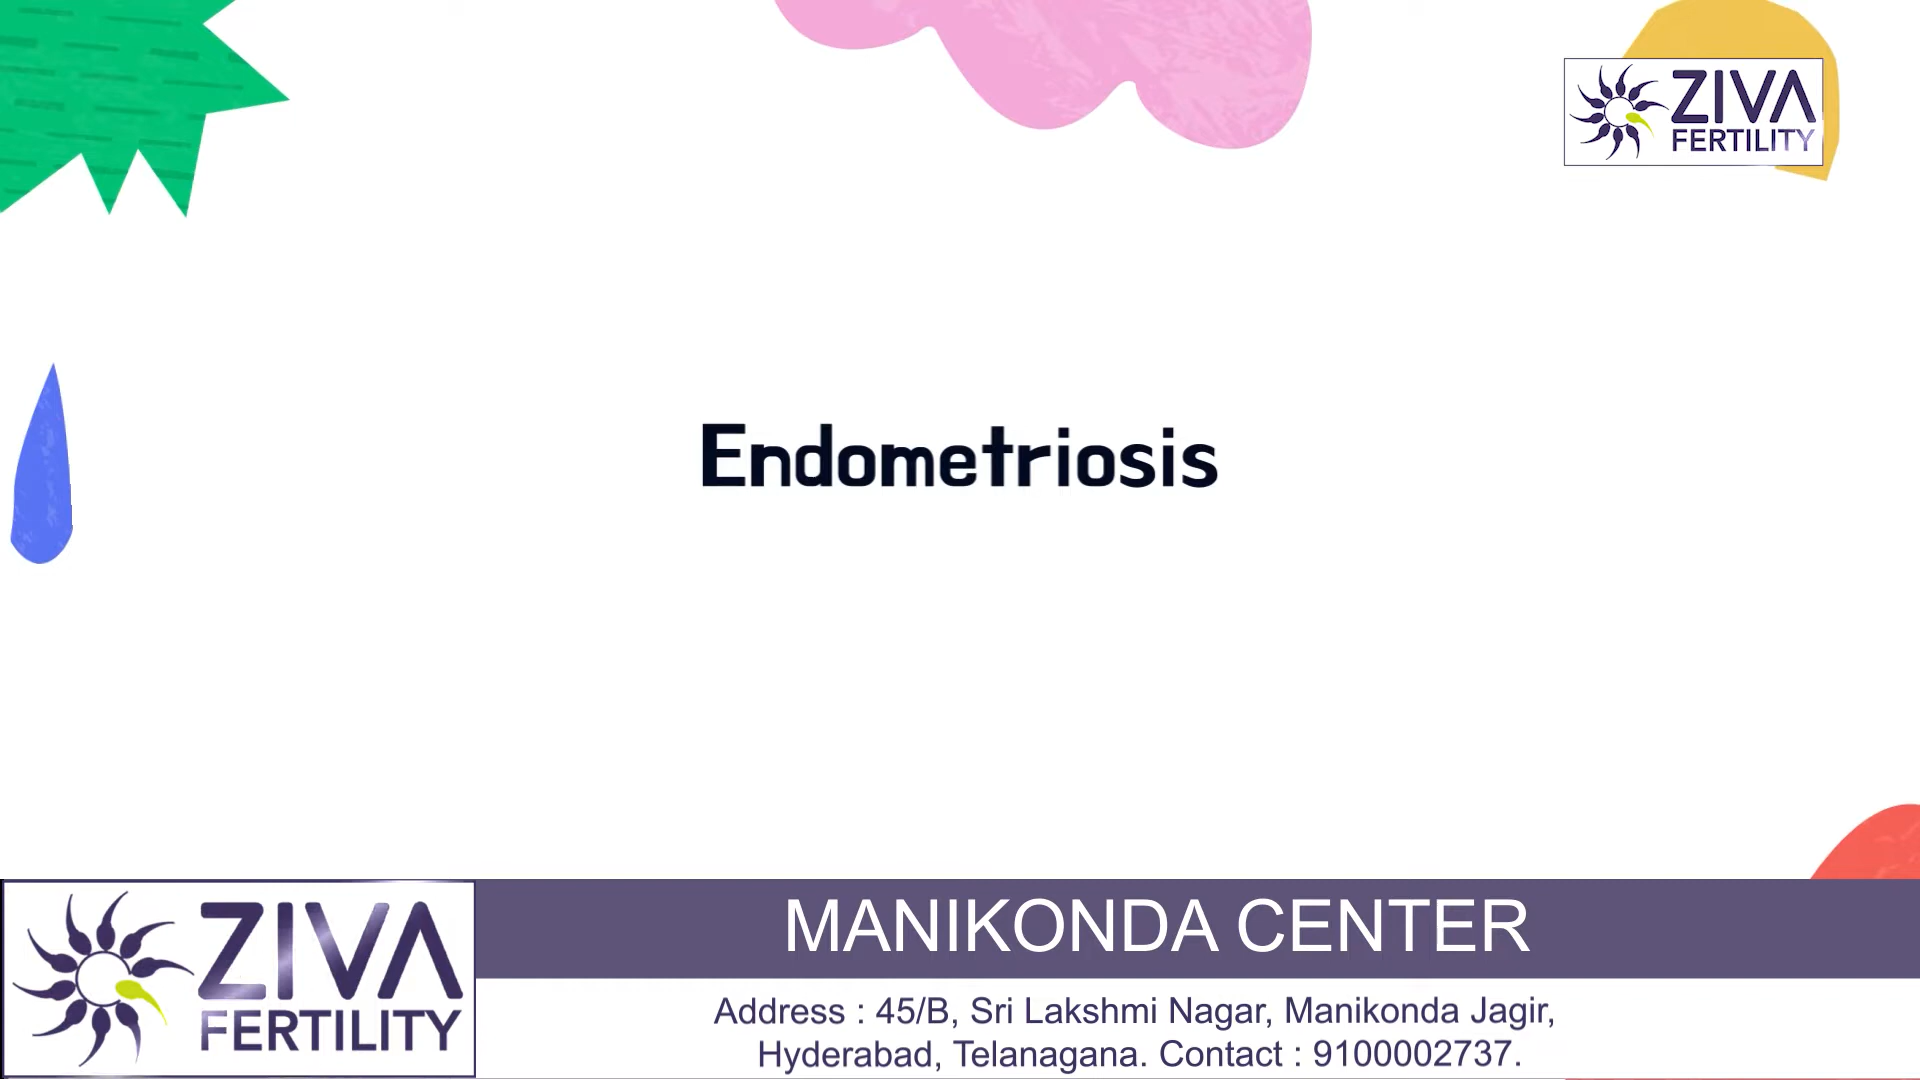 ZIVA
FERTILITY
Endometriosis
ZIVA
FERTILITY
MANIKONDA CENTER
Address : 45/B, Sri Lakshmi Nagar, Manikonda Jagir,
Hyderabad, Telanagana. Contact : 9100002737.